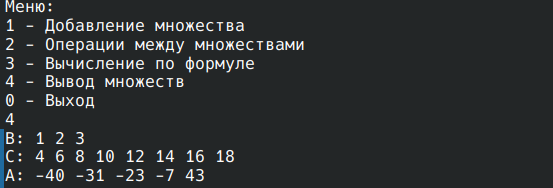 Меню:
1 - Добавление множества
2 - Операции между множествами
3 - Вычисление по формуле
4 - Вывод множеств
0 - Выход
4
B: 1 2 3
C: 4 6 8 10 12 14 16 18
A: -40 -31 -23 -7 43